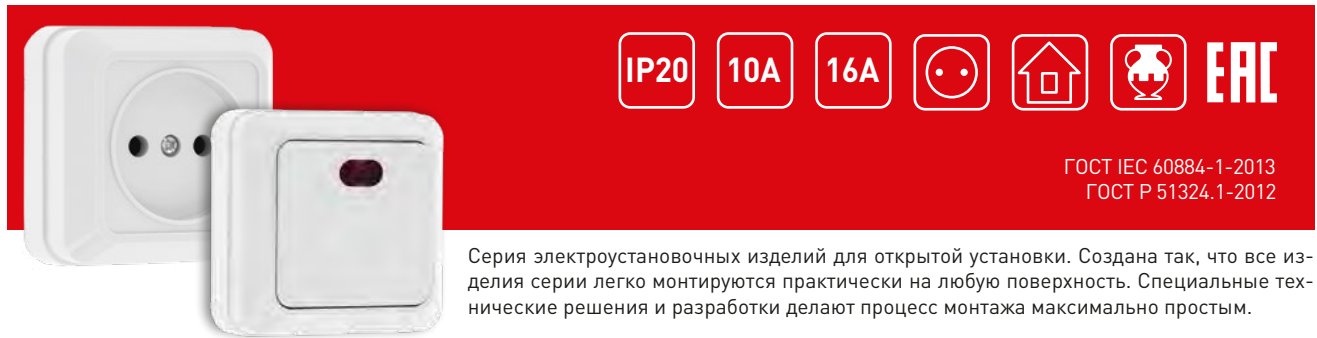 IP20 10A 16A EAC
ГОСТ IEC 60884-1-2013
ГОСТ Р 51324.1-2012
Серия электроустановочных изделий для открытой установки. Создана так, что все из-
делия серии легко монтируются практически на любую поверхность. Специальные тех-
нические решения и разработки делают процесс монтажа максимально простым.